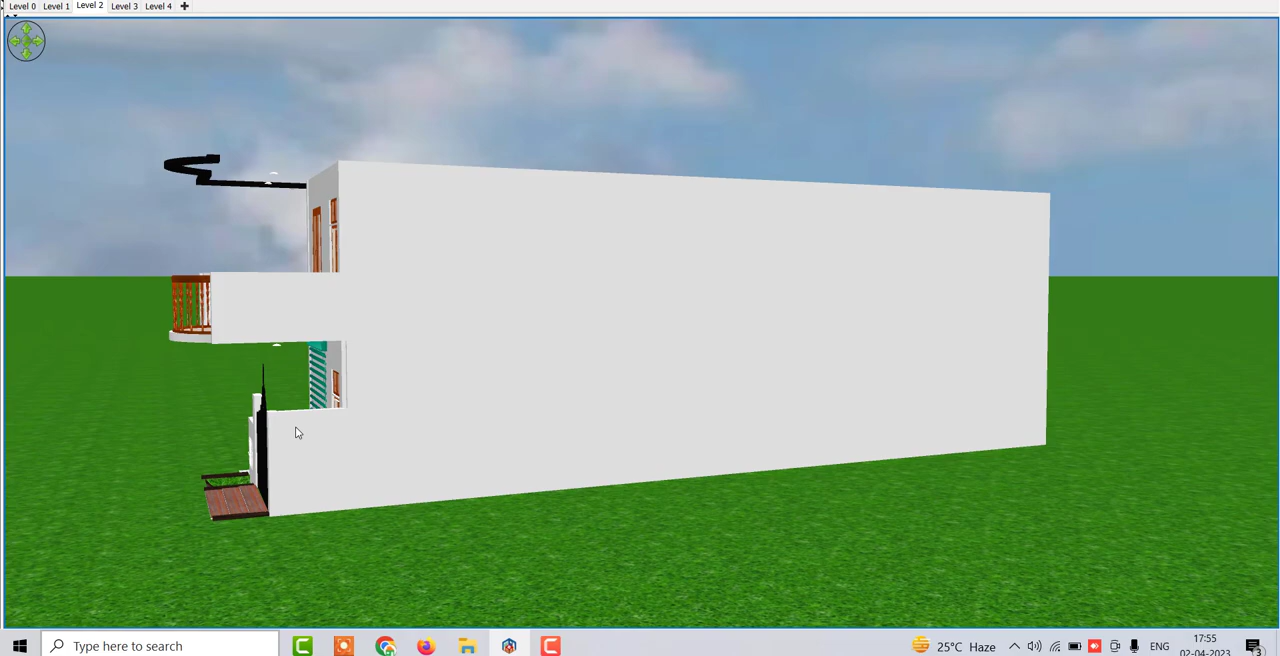 Level 0 Level 1 Level 2 Level 3 Level 4
Type here to search
25°C Haze
ENG
17:55
02-04-2023
3